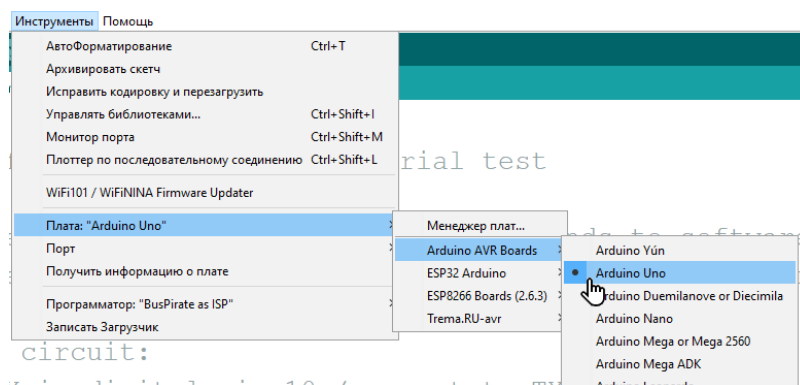 Инструменты Помощь
АвтоФорматирование Ctrl+T
Архивировать скетч
Исправить кодировку и перезагрузить
Управлять библиотеками... Ctrl+Shift+I
Монитор порта Ctrl+Shift+M
Плоттер по последовательному соединению Ctrl+Shift+L
rial test
WiFi101 / WiFiNINA Firmware Updater
Плата: "Arduino Uno"
Менеджер плат...
Порт
Arduino AVR Boards
Arduino Yún
Получить информацию о плате
ESP32 Arduino
Arduino Uno
ESP8266 Boards (2.6.3)
Arduino Duemilanove or Diecimila
Программатор: "BusPirate as ISP"
Trema.RU-avr
Arduino Nano
Записать Загрузчик
Arduino Mega or Mega 2560
circuit:
Arduino Mega ADK